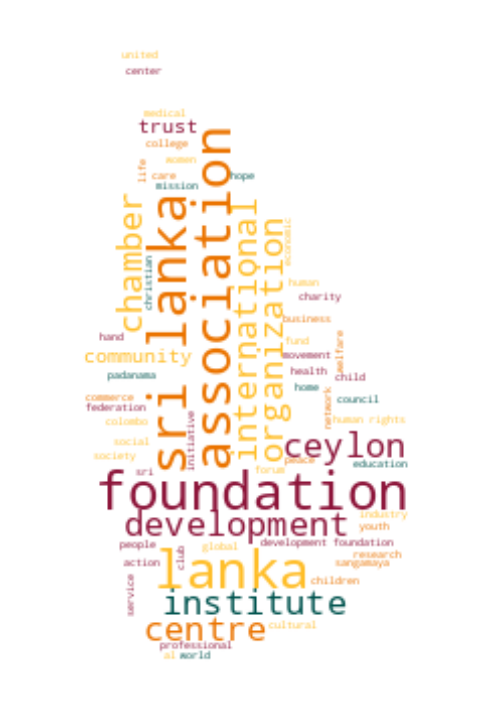 united
center
medical
trust
college
women
life
care
hope
mission
sri lanka
association
chamber
international
organization
economic
christian
human
charity
business
hand
fund
welfare
community
movement
health
child
padanama
home
commerce
network
council
federation
colombo
human rights
initiative
social
ceylon
society
peace
education
sri
forum
foundation
industry
development
youth
people
club
global
development foundation
research
action
lanka
sangamaya
children
service
institute
centre
cultural
professional
al
world